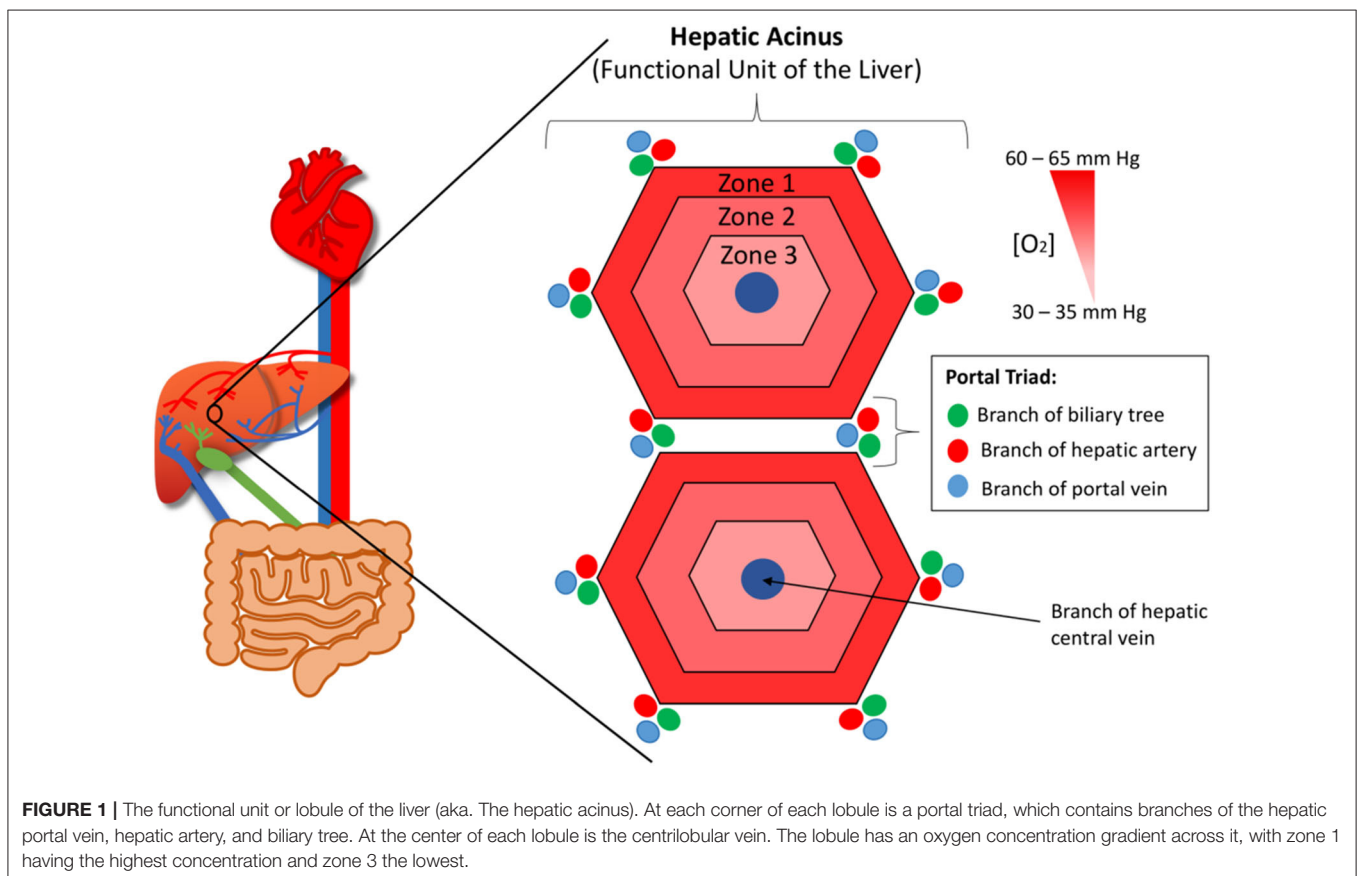 Hepatic Acinus
(Functional Unit of the Liver)
Zone 1
Zone 2
Zone 3
60 – 65 mm Hg
[O₂]
30 – 35 mm Hg
Portal Triad:
Branch of biliary tree
Branch of hepatic artery
Branch of portal vein
Branch of hepatic
central vein
FIGURE 1 | The functional unit or lobule of the liver (aka. The hepatic acinus). At each corner of each lobule is a portal triad, which contains branches of the hepatic
portal vein, hepatic artery, and biliary tree. At the center of each lobule is the centrilobular vein. The lobule has an oxygen concentration gradient across it, with zone 1
having the highest concentration and zone 3 the lowest.